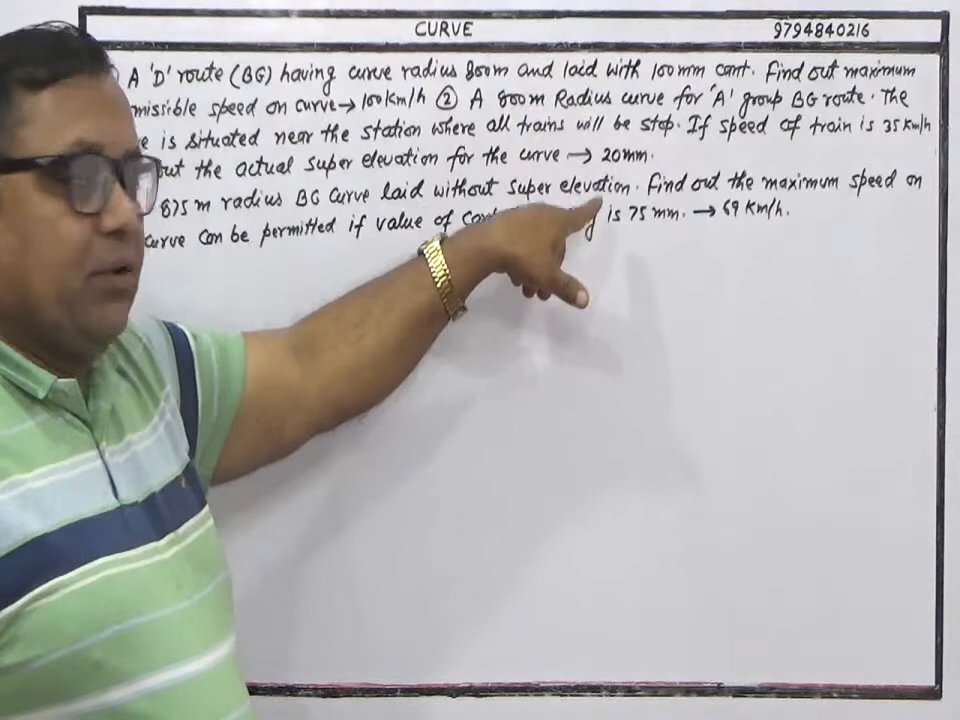 CURVE 9794840216
A 'D' route (BG) having curve radius 800m and laid with 100mm cant. Find out maximum
missible speed on curve → 100km/h ② A 800m Radius curve for 'A' group BG route. The
e is situated near the station where all trains will be stop. If speed of train is 35km/h
out the actual super elevation for the curve → 20mm.
875 m radius BG Curve laid without super elevation. Find out the maximum speed on
curve can be permitted if value of is 75 mm. → 69 km/h.